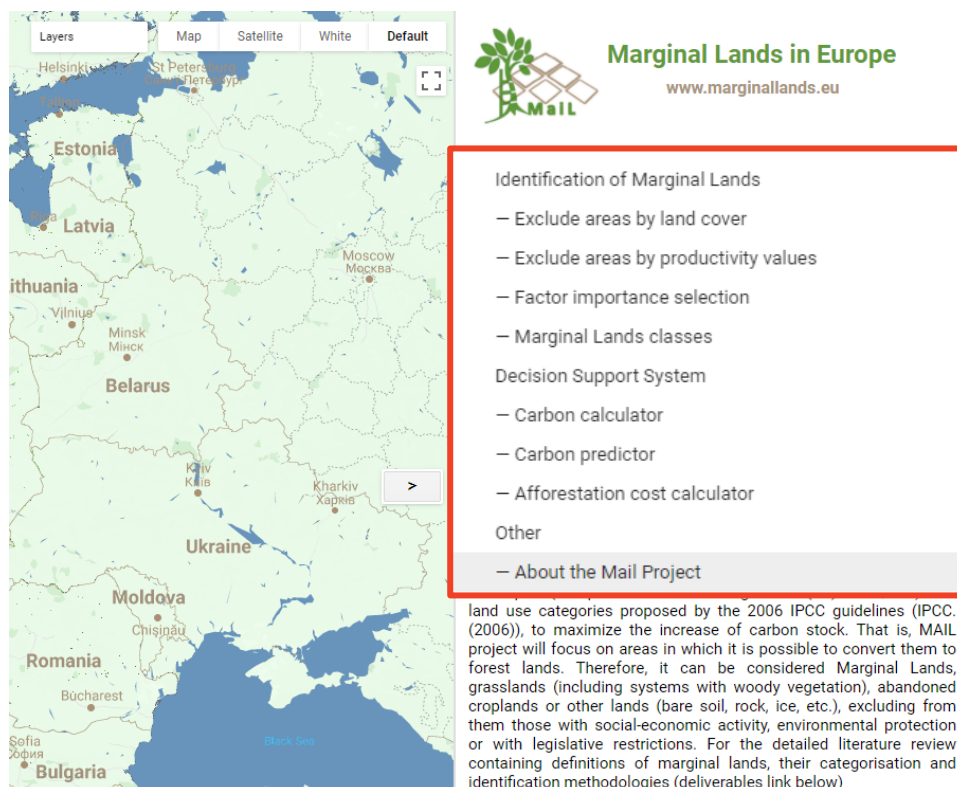 Layers
Map
Satellite
White
Default
Helsinki
St Petersburg
Tallinn
Estonia
Riga
Latvia
Moscow
Москва
ithuania
Vilnius
Minsk
Мінск
Belarus
Kyiv
Київ
Kharkiv
Харків
>
Ukraine
Moldova
Chișinău
Romania
Bucharest
Sofia
София
Black Sea
Bulgaria
MaiL
Marginal Lands in Europe
www.marginallands.eu
Identification of Marginal Lands
– Exclude areas by land cover
– Exclude areas by productivity values
– Factor importance selection
– Marginal Lands classes
Decision Support System
– Carbon calculator
– Carbon predictor
– Afforestation cost calculator
Other
– About the Mail Project
land use categories proposed by the 2006 IPCC guidelines (IPCC.
(2006)), to maximize the increase of carbon stock. That is, MAIL
project will focus on areas in which it is possible to convert them to
forest lands. Therefore, it can be considered Marginal Lands,
grasslands (including systems with woody vegetation), abandoned
croplands or other lands (bare soil, rock, ice, etc.), excluding from
them those with social-economic activity, environmental protection
or with legislative restrictions. For the detailed literature review
containing definitions of marginal lands, their categorisation and
identification methodologies (deliverables link below)